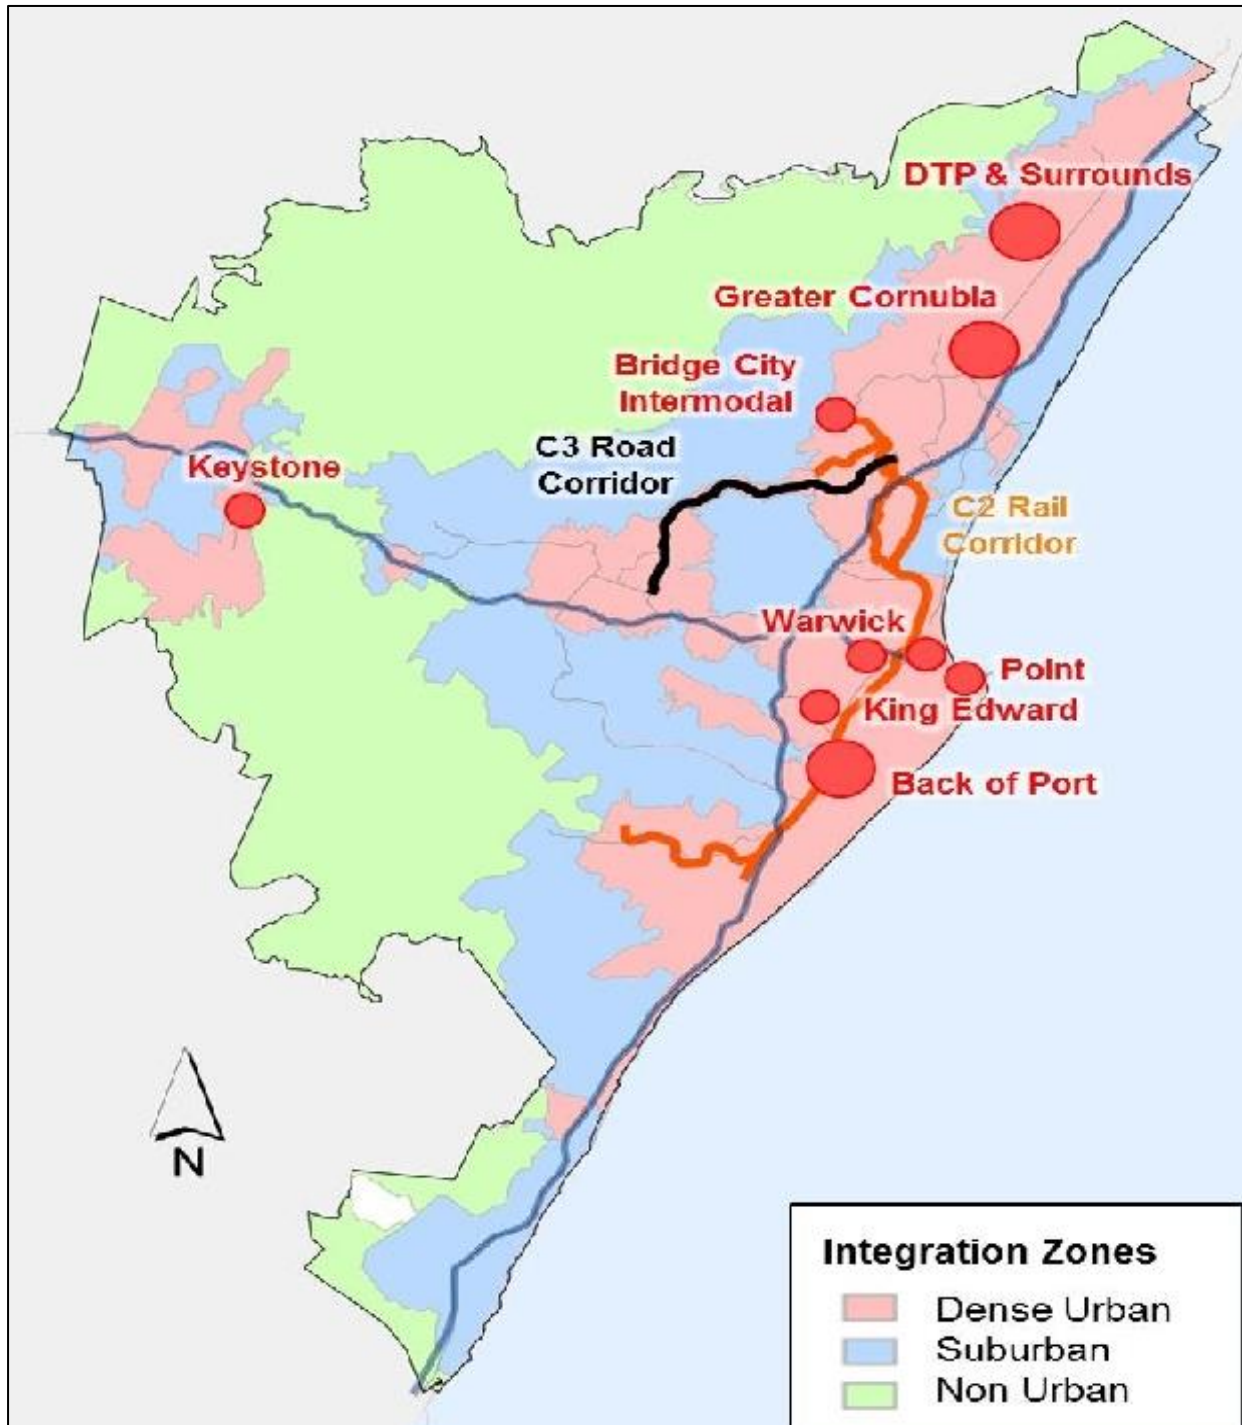 DTP & Surrounds
Greater Cornubla
Bridge City
Intermodal
C3 Road
Corridor
Keystone
C2 Rail
Corridor
Warwick
Point
King Edward
Back of Port
N
Integration Zones
Dense Urban
Suburban
Non Urban